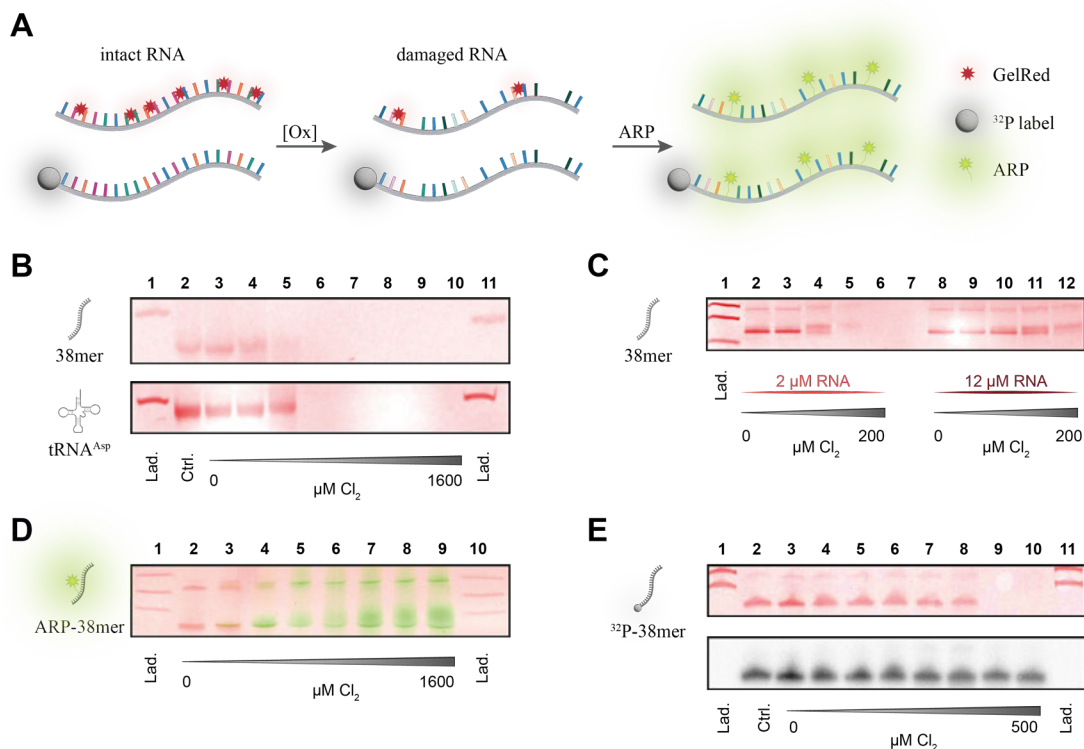 A
intact RNA
damaged RNA
[Ox]
ARP
GelRed
³²P label
ARP
B
1 2 3 4 5 6 7 8 9 10 11
38mer
tRNAᴬˢᵖ
Lad.
Ctrl.
0
1600
µM Cl₂
Lad.
C
1 2 3 4 5 6 7 8 9 10 11 12
38mer
Lad.
2 µM RNA
12 µM RNA
0
200
0
200
µM Cl₂
µM Cl₂
D
1 2 3 4 5 6 7 8 9 10
ARP-38mer
Lad.
0
1600
µM Cl₂
Lad.
E
1 2 3 4 5 6 7 8 9 10 11
³²P-38mer
Lad.
Ctrl.
0
500
µM Cl₂
Lad.